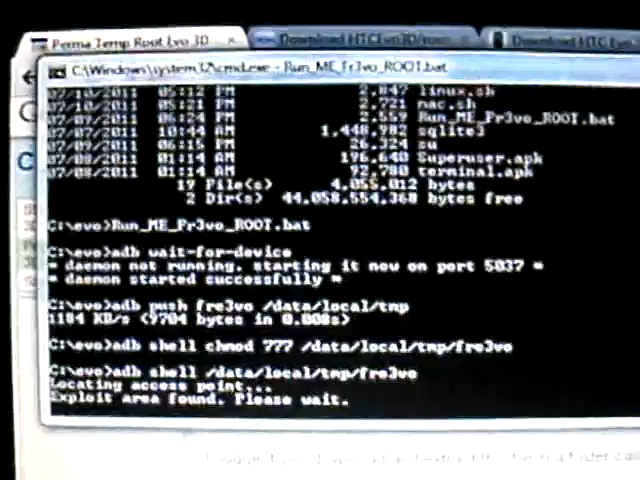 Perma Temp Root Evo 3D
Download HTC Evo 3D/
Download HTC Evo
C:\Windows\system32\cmd.exe - Run_ME_Fr3vo_ROOT.bat
07/10/2011 05:12 PM 2,847 linux.sh
07/10/2011 05:21 PM 2,721 mac.sh
07/07/2011 06:24 PM 2,559 Run_ME_Fr3vo_ROOT.bat
07/07/2011 10:44 AM 1,448,982 sqlite3
07/09/2011 06:15 PM 26,324 su
07/08/2011 01:14 AM 196,640 Superuser.apk
07/08/2011 01:14 AM 92,780 terminal.apk
19 File(s) 4,055,012 bytes
2 Dir(s) 44,058,554,368 bytes free
C:\evo>Run_ME_Fr3vo_ROOT.bat
C:\evo>adb wait-for-device
* daemon not running. starting it now on port 5037 *
* daemon started successfully *
C:\evo>adb push fre3vo /data/local/tmp
1184 KB/s (9704 bytes in 0.008s)
C:\evo>adb shell chmod 777 /data/local/tmp/fre3vo
C:\evo>adb shell /data/local/tmp/fre3vo
Locating access point...
Exploit area found. Please wait.